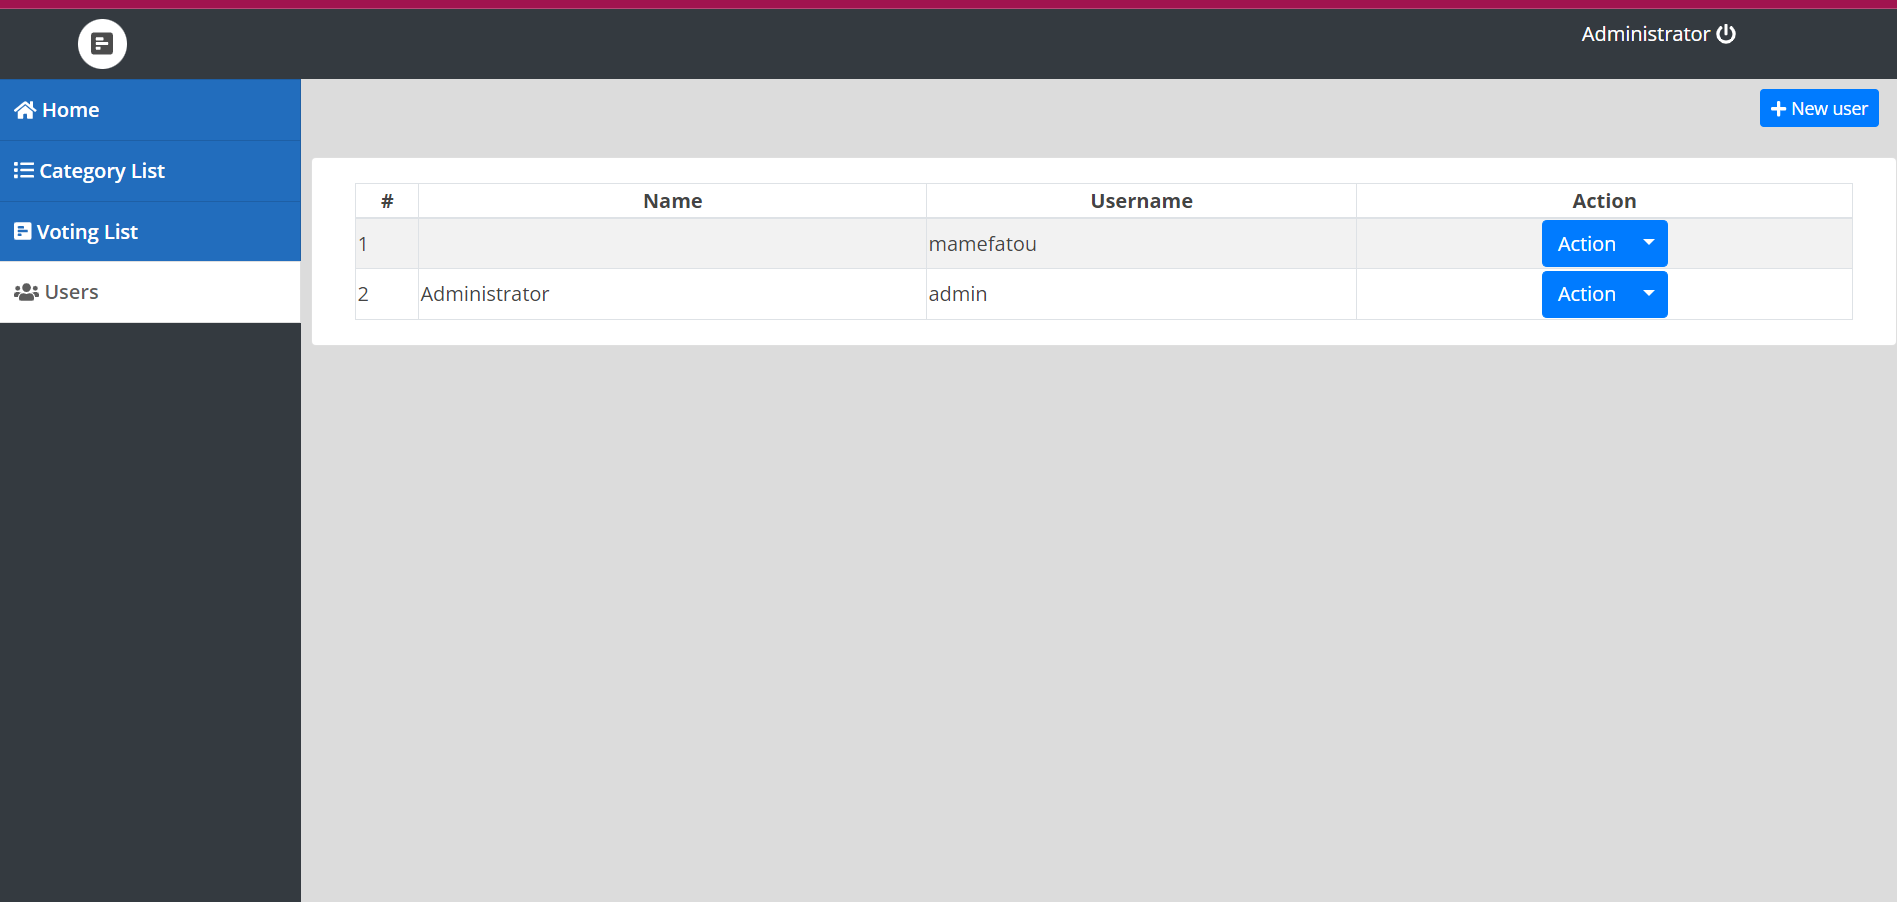 Administrator
Home
Category List
Voting List
Users
New user
# Name Username Action
1 mamefatou Action
2 Administrator admin Action